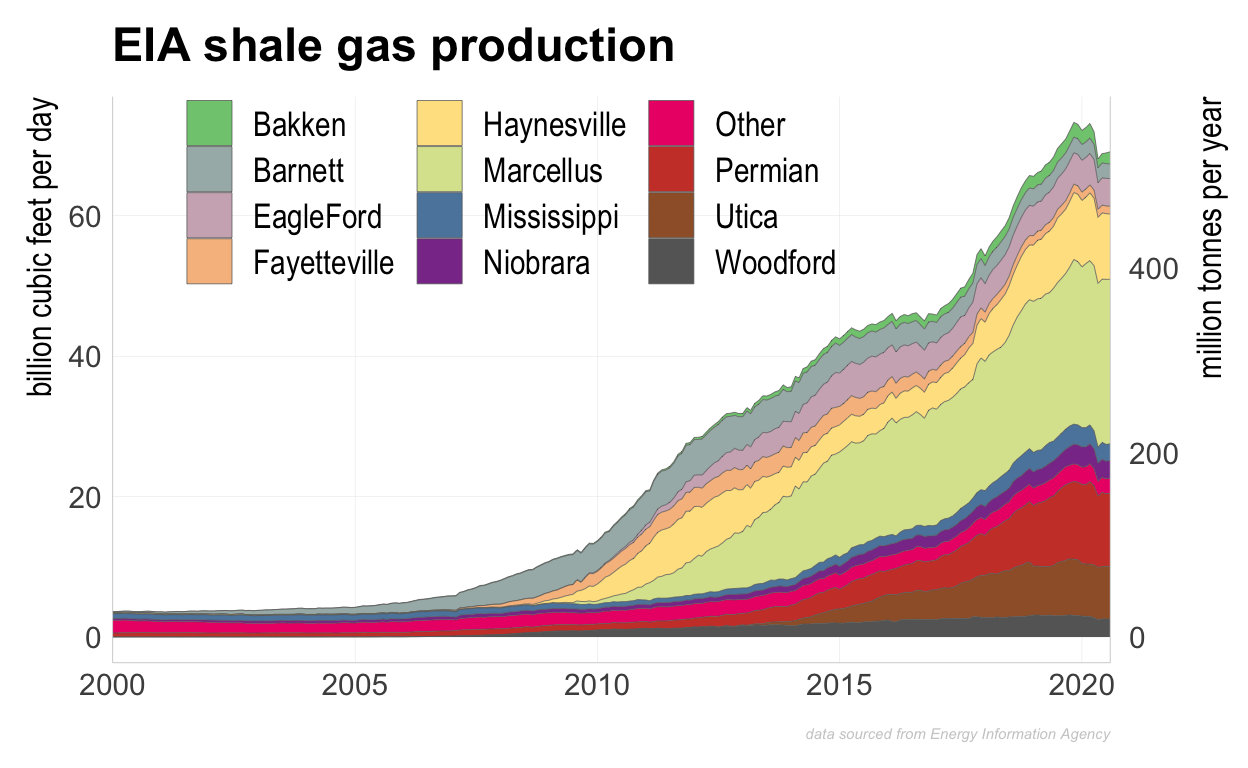 EIA shale gas production
billion cubic feet per day
million tonnes per year
Bakken
Barnett
EagleFord
Fayetteville
Haynesville
Marcellus
Mississippi
Niobrara
Other
Permian
Utica
Woodford
60
40
20
0
400
200
0
2000 2005 2010 2015 2020
data sourced from Energy Information Agency